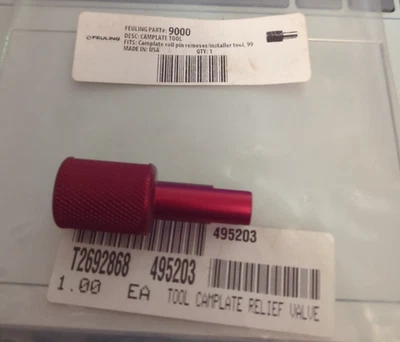 FEULING
FEULING PART#: 9000
DESC: CAMPLATE TOOL
FITS: Camplate roll pin remover/installer tool, 99
MADE IN: USA QTY: 1
495203
T2692868 495203
1.00 EA TOOL CAMPLATE RELIEF VALVE